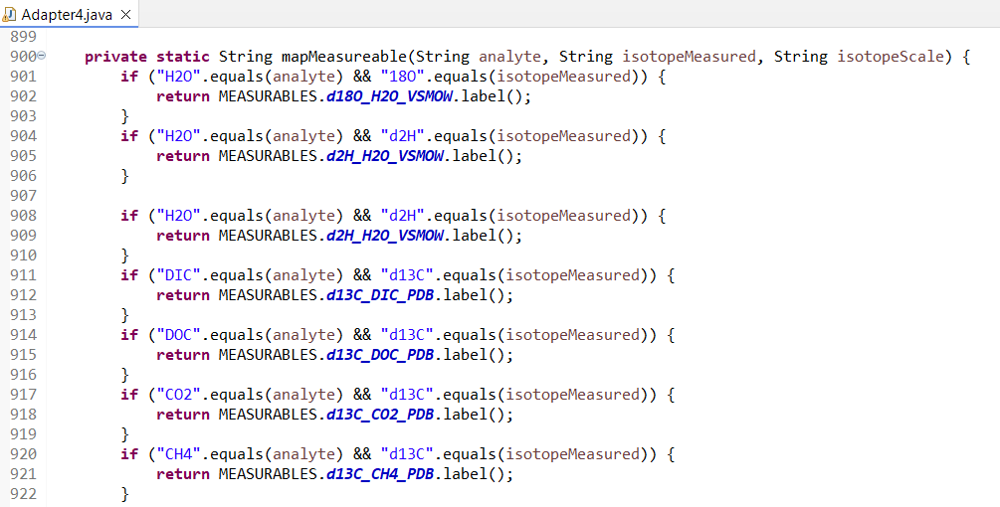 Adapter4.java
899
900 private static String mapMeasureable(String analyte, String isotopeMeasured, String isotopeScale) {
901 if ("H2O".equals(analyte) && "18O".equals(isotopeMeasured)) {
902 return MEASURABLES.d18O_H2O_VSMOW.label();
903 }
904 if ("H2O".equals(analyte) && "d2H".equals(isotopeMeasured)) {
905 return MEASURABLES.d2H_H2O_VSMOW.label();
906 }
907
908 if ("H2O".equals(analyte) && "d2H".equals(isotopeMeasured)) {
909 return MEASURABLES.d2H_H2O_VSMOW.label();
910 }
911 if ("DIC".equals(analyte) && "d13C".equals(isotopeMeasured)) {
912 return MEASURABLES.d13C_DIC_PDB.label();
913 }
914 if ("DOC".equals(analyte) && "d13C".equals(isotopeMeasured)) {
915 return MEASURABLES.d13C_DOC_PDB.label();
916 }
917 if ("CO2".equals(analyte) && "d13C".equals(isotopeMeasured)) {
918 return MEASURABLES.d13C_CO2_PDB.label();
919 }
920 if ("CH4".equals(analyte) && "d13C".equals(isotopeMeasured)) {
921 return MEASURABLES.d13C_CH4_PDB.label();
922 }